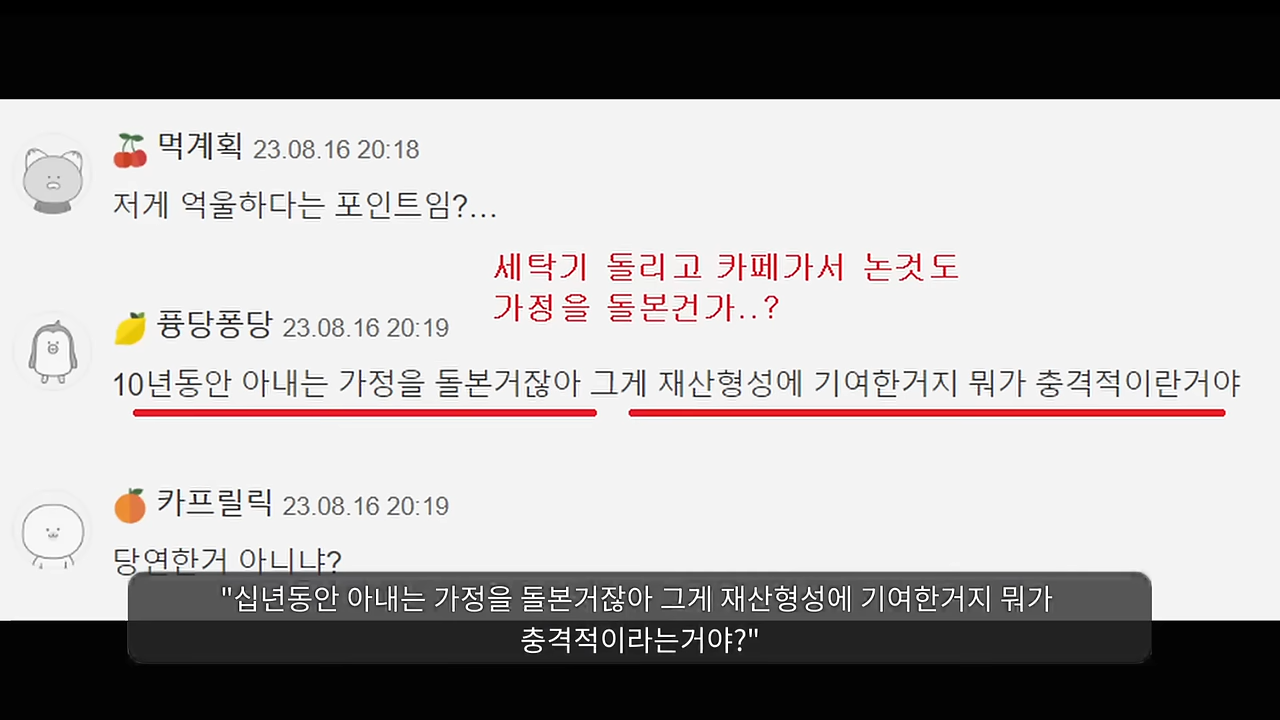 먹계획 23.08.16 20:18
저게 억울하다는 포인트임?...
세탁기 돌리고 카페가서 논것도
가정을 돌본건가..?
퓽당퐁당 23.08.16 20:19
10년동안 아내는 가정을 돌본거잖아 그게 재산형성에 기여한거지 뭐가 충격적이란거야
카프릴릭 23.08.16 20:19
당연한거 아니냐?
"십년동안 아내는 가정을 돌본거잖아 그게 재산형성에 기여한거지 뭐가
충격적이라는거야?"